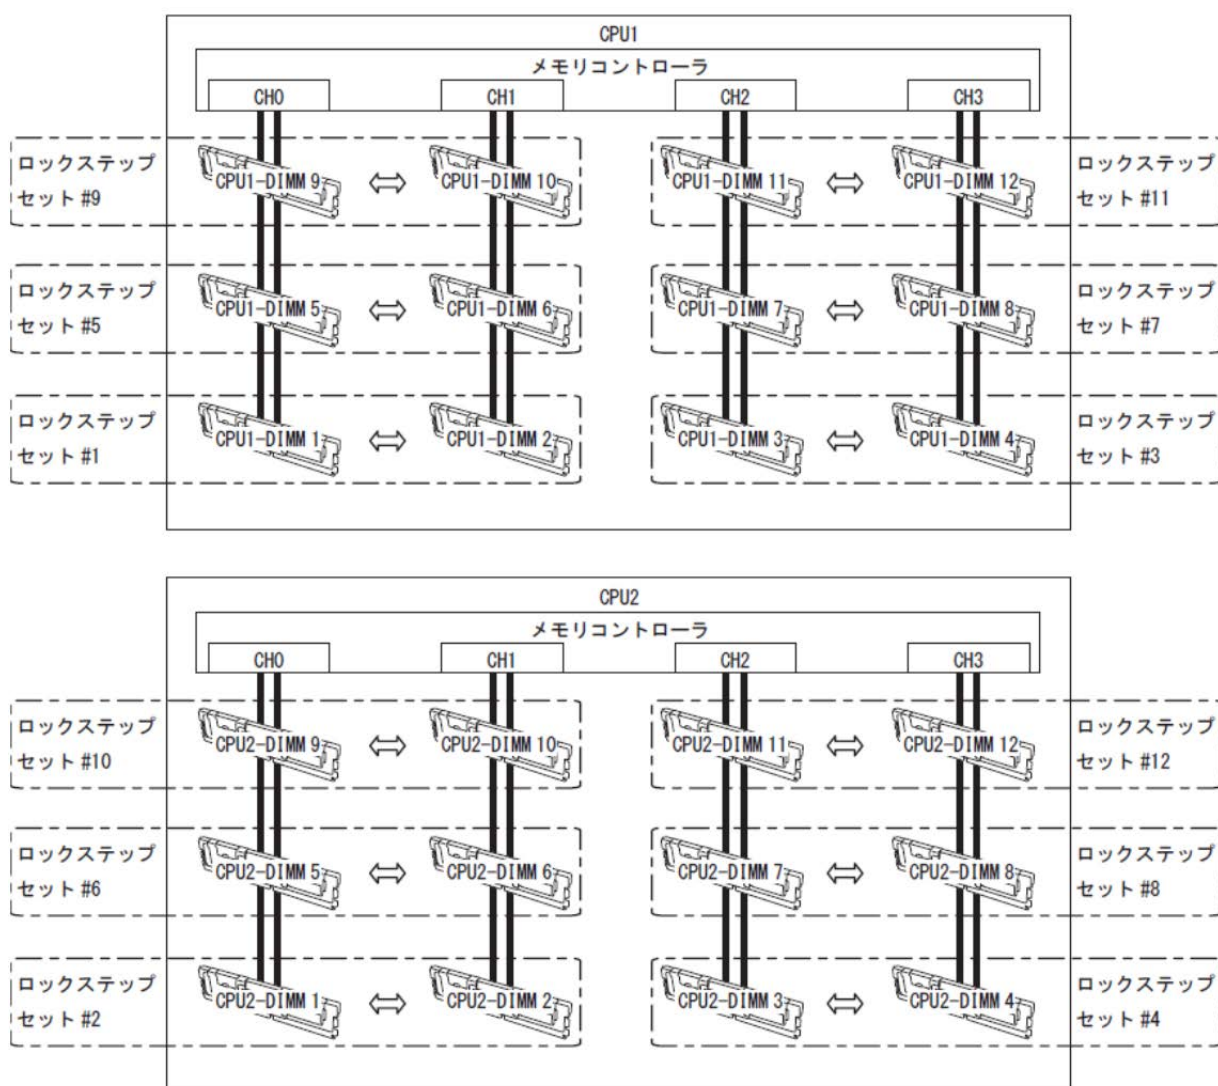 CPU1
メモリコントローラ
CH0 CH1 CH2 CH3
ロックステップ
セット #9
CPU1-DIMM 9 CPU1-DIMM 10 CPU1-DIMM 11 CPU1-DIMM 12
ロックステップ
セット #11
ロックステップ
セット #5
CPU1-DIMM 5 CPU1-DIMM 6 CPU1-DIMM 7 CPU1-DIMM 8
ロックステップ
セット #7
ロックステップ
セット #1
CPU1-DIMM 1 CPU1-DIMM 2 CPU1-DIMM 3 CPU1-DIMM 4
ロックステップ
セット #3
CPU2
メモリコントローラ
CH0 CH1 CH2 CH3
ロックステップ
セット #10
CPU2-DIMM 9 CPU2-DIMM 10 CPU2-DIMM 11 CPU2-DIMM 12
ロックステップ
セット #12
ロックステップ
セット #6
CPU2-DIMM 5 CPU2-DIMM 6 CPU2-DIMM 7 CPU2-DIMM 8
ロックステップ
セット #8
ロックステップ
セット #2
CPU2-DIMM 1 CPU2-DIMM 2 CPU2-DIMM 3 CPU2-DIMM 4
ロックステップ
セット #4